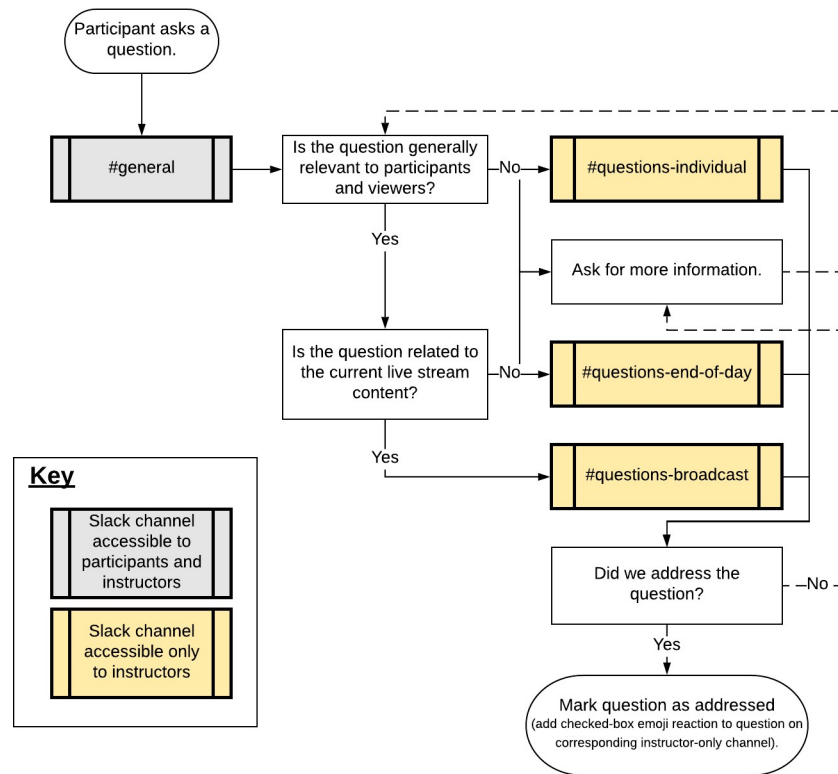 Participant asks a
question.
#general
Is the question generally
relevant to participants
and viewers?
No
#questions-individual
Yes
Ask for more information.
Is the question related to
the current live stream
content?
No
#questions-end-of-day
Yes
#questions-broadcast
Key
Slack channel
accessible to
participants and
instructors
Slack channel
accessible only
to instructors
Did we address the
question?
No
Yes
Mark question as addressed
(add checked-box emoji reaction to question on
corresponding instructor-only channel).